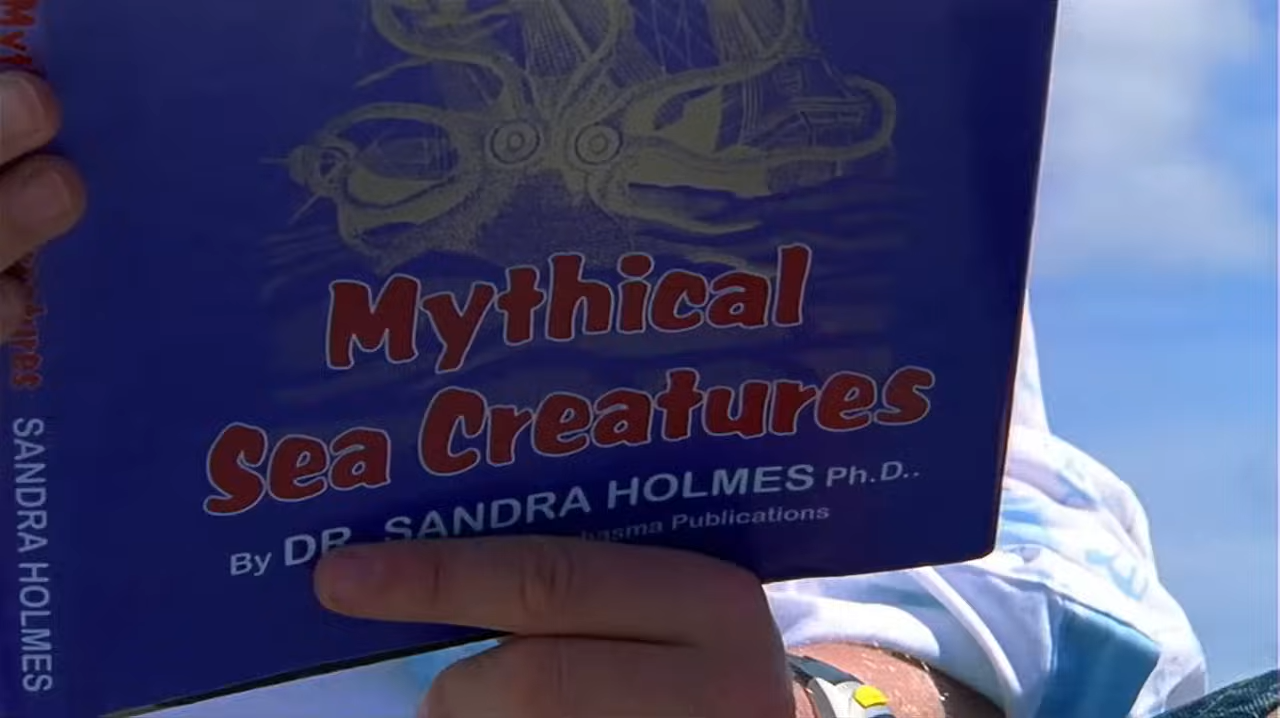 Mythical
Sea Creatures
By DR. SANDRA HOLMES Ph.D..
Publications
SANDRA HOLMES